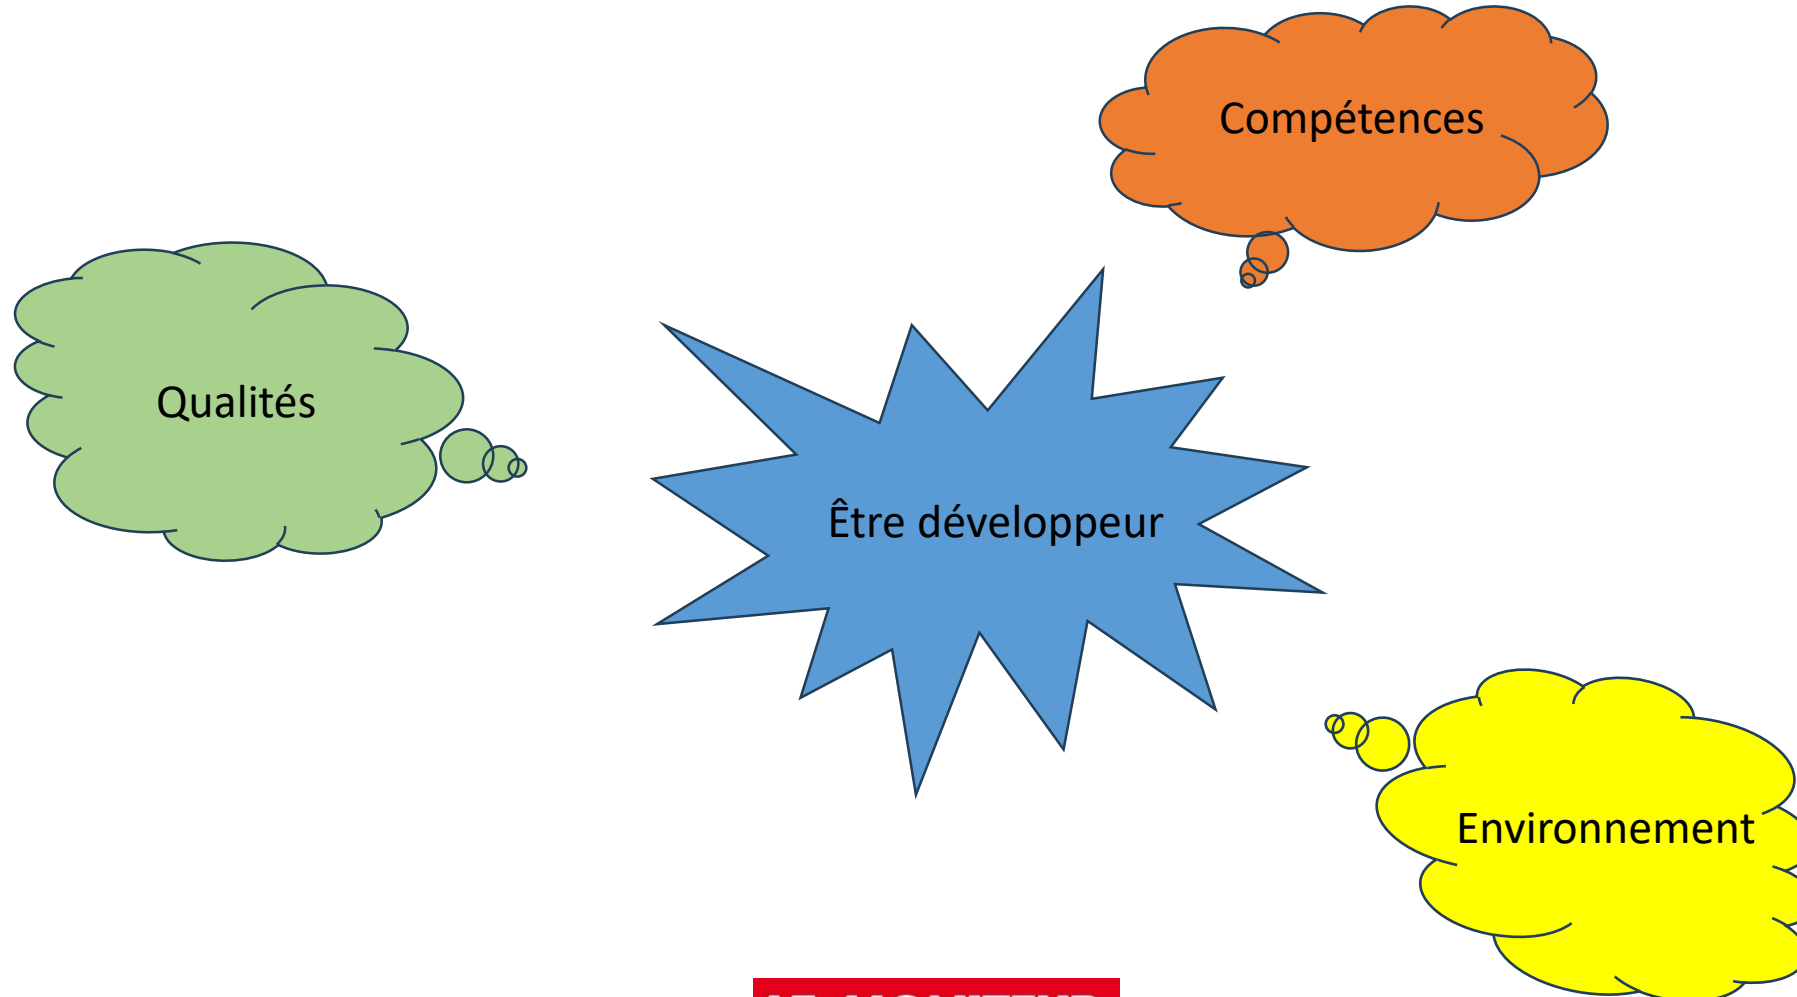 Compétences
Qualités
Être développeur
Environnement